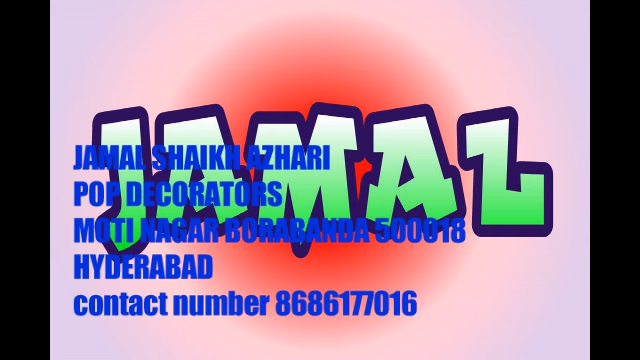 JAMAL
JAMAL SHAIKH AZHARI
POP DECORATORS
MOTI NAGAR BORABANDA 500018
HYDERABAD
contact number 8686177016